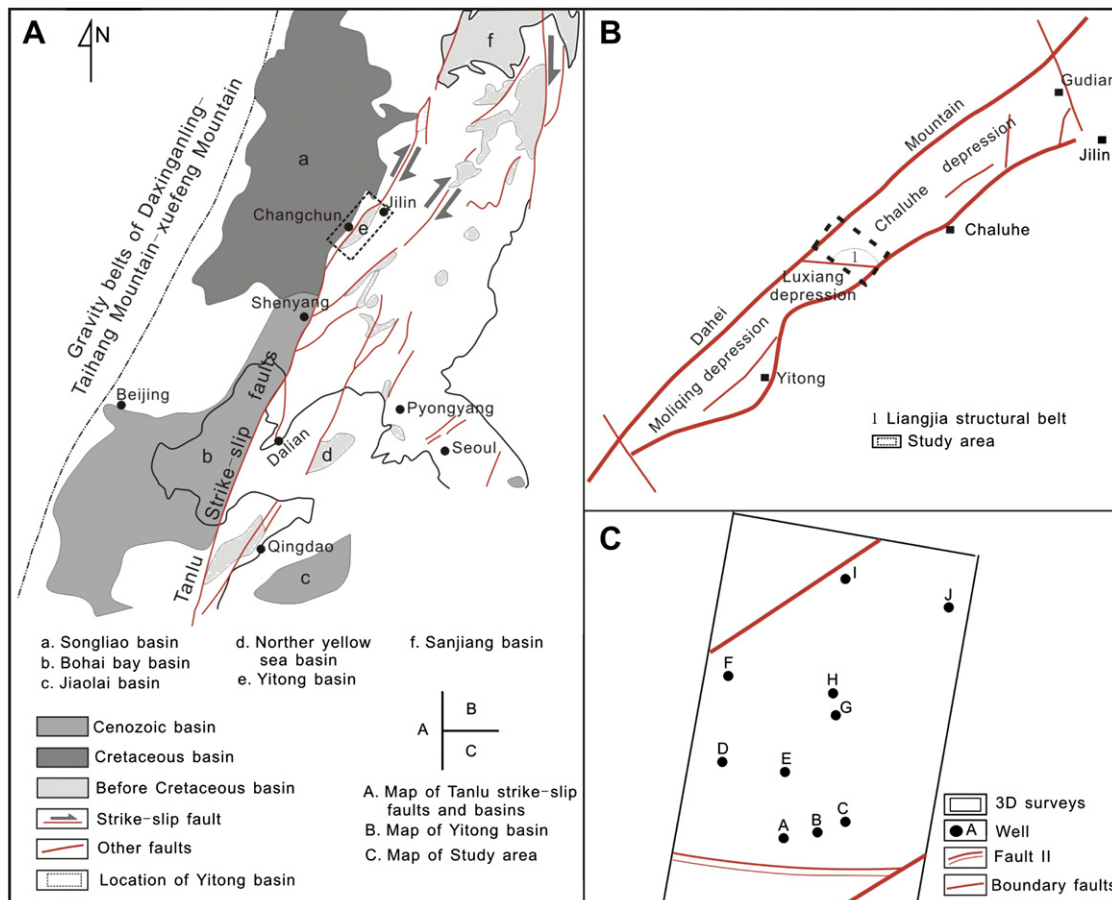 A
N
f
Gravity belts of Daxinganling-
Taihang Mountain-xuefeng Mountain
a
Changchun
Jilin
e
Shenyang
Beijing
b
Strike-slip faults
Dalian
Pyongyang
Seoul
d
Qingdao
c
Tanlu
a. Songliao basin
b. Bohai bay basin
c. Jiaolai basin
d. Norther yellow
sea basin
e. Yitong basin
f. Sanjiang basin
Cenozoic basin
Cretaceous basin
Before Cretaceous basin
Strike-slip fault
Other faults
Location of Yitong basin
A
B
C
A. Map of Tanlu strike-slip
faults and basins
B. Map of Yitong basin
C. Map of Study area
B
Gudian
Mountain
depression
Jilin
Chaluhe
Chaluhe
1
Luxiang
depression
Dahei
Moliqing depression
Yitong
1 Liangjia structural belt
Study area
C
I
J
F
H
G
D
E
C
B
A
3D surveys
A Well
Fault II
Boundary faults